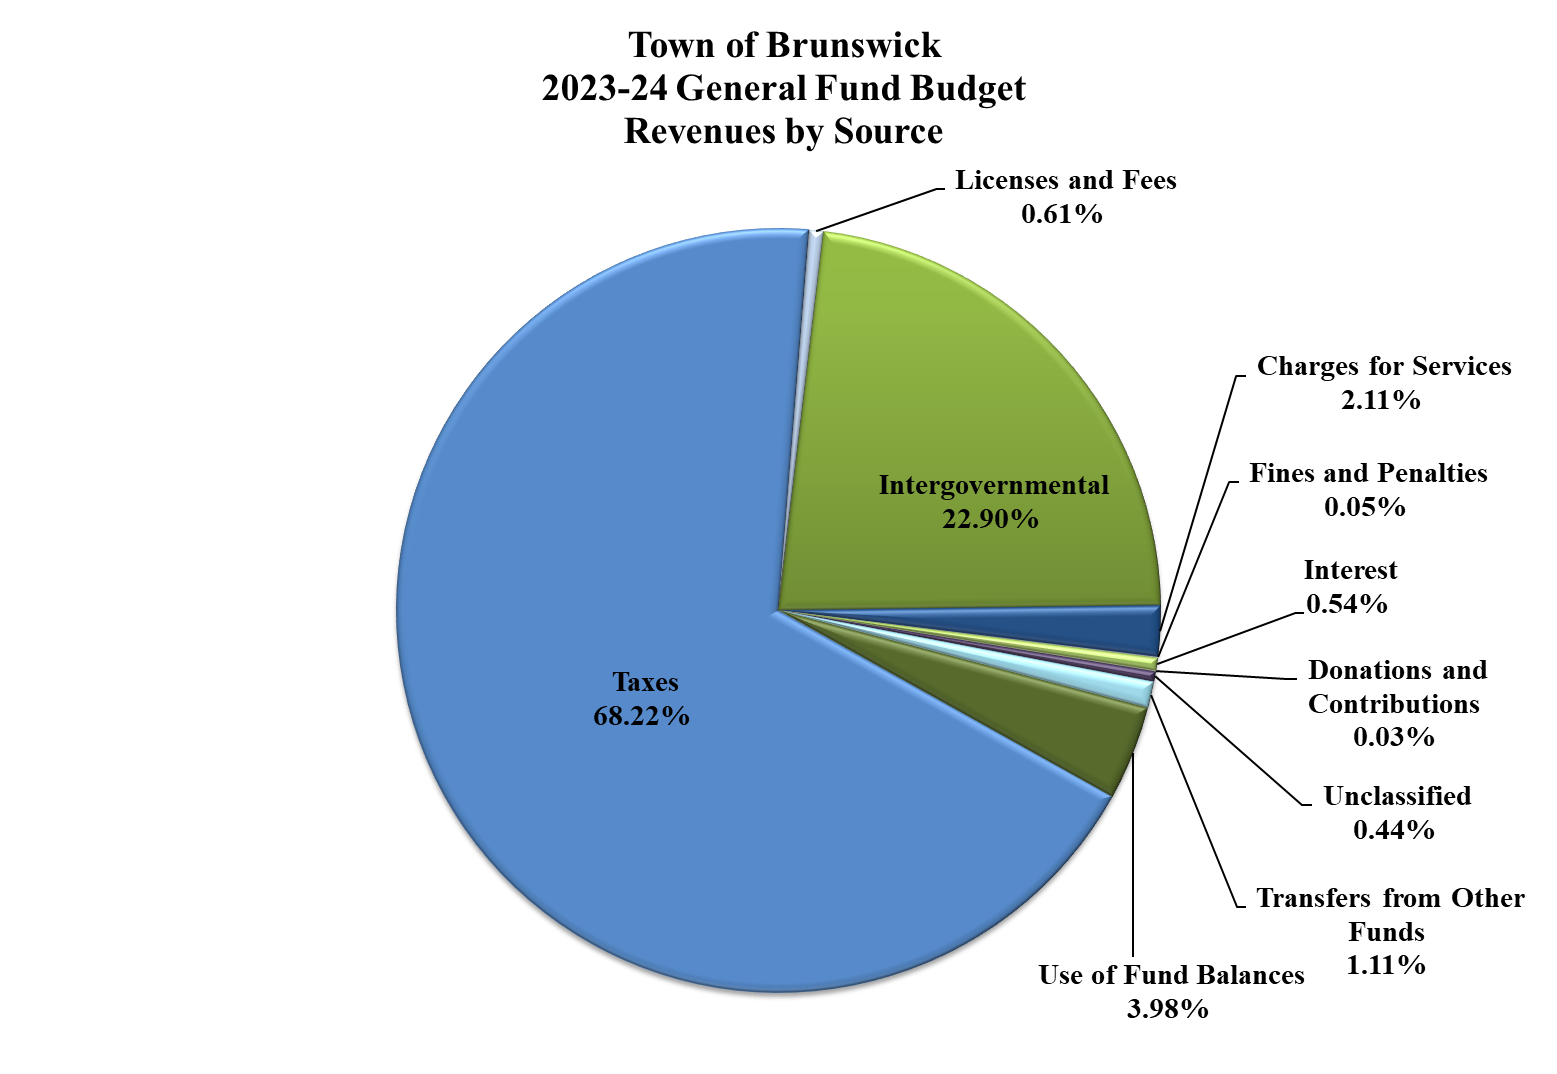 Town of Brunswick
2023-24 General Fund Budget
Revenues by Source
Licenses and Fees
0.61%
Charges for Services
2.11%
Fines and Penalties
0.05%
Intergovernmental
22.90%
Interest
0.54%
Donations and
Contributions
0.03%
Taxes
68.22%
Unclassified
0.44%
Transfers from Other
Funds
1.11%
Use of Fund Balances
3.98%